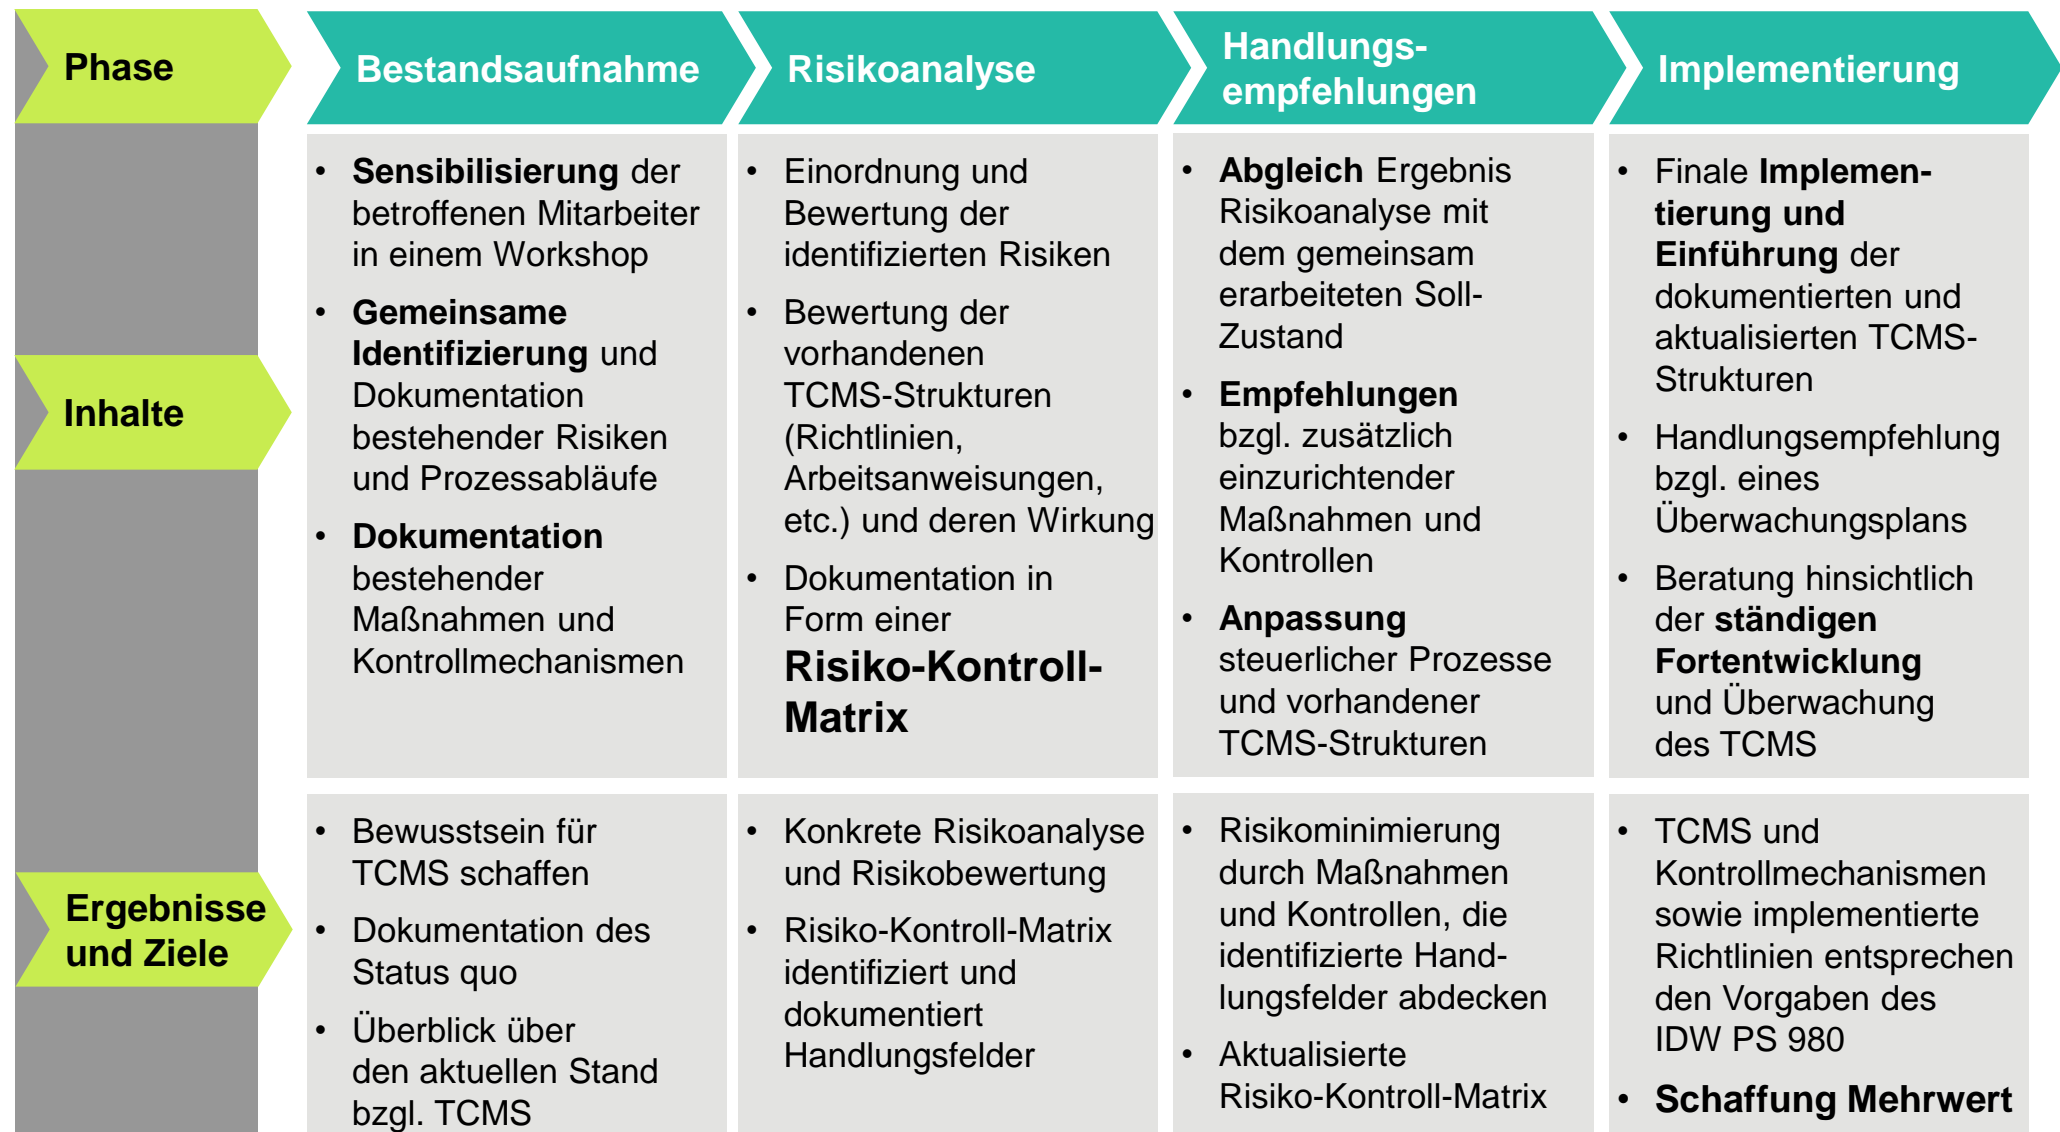 Phase
Bestandsaufnahme
Risikoanalyse
Handlungs-
empfehlungen
Implementierung
Inhalte
• Sensibilisierung der
betroffenen Mitarbeiter
in einem Workshop
• Gemeinsame
Identifizierung und
Dokumentation
bestehender Risiken
und Prozessabläufe
• Dokumentation
bestehender
Maßnahmen und
Kontrollmechanismen
• Einordnung und
Bewertung der
identifizierten Risiken
• Bewertung der
vorhandenen
TCMS-Strukturen
(Richtlinien,
Arbeitsanweisungen,
etc.) und deren Wirkung
• Dokumentation in
Form einer
Risiko-Kontroll-
Matrix
• Abgleich Ergebnis
Risikoanalyse mit
dem gemeinsam
erarbeiteten Soll-
Zustand
• Empfehlungen
bzgl. zusätzlich
einzurichtender
Maßnahmen und
Kontrollen
• Anpassung
steuerlicher Prozesse
und vorhandener
TCMS-Strukturen
• Finale Implemen-
tierung und
Einführung der
dokumentierten und
aktualisierten TCMS-
Strukturen
• Handlungsempfehlung
bzgl. eines
Überwachungsplans
• Beratung hinsichtlich
der ständigen
Fortentwicklung
und Überwachung
des TCMS
Ergebnisse
und Ziele
• Bewusstsein für
TCMS schaffen
• Dokumentation des
Status quo
• Überblick über
den aktuellen Stand
bzgl. TCMS
• Konkrete Risikoanalyse
und Risikobewertung
• Risiko-Kontroll-Matrix
identifiziert und
dokumentiert
Handlungsfelder
• Risikominimierung
durch Maßnahmen
und Kontrollen, die
identifizierte Hand-
lungsfelder abdecken
• Aktualisierte
Risiko-Kontroll-Matrix
• TCMS und
Kontrollmechanismen
sowie implementierte
Richtlinien entsprechen
den Vorgaben des
IDW PS 980
• Schaffung Mehrwert